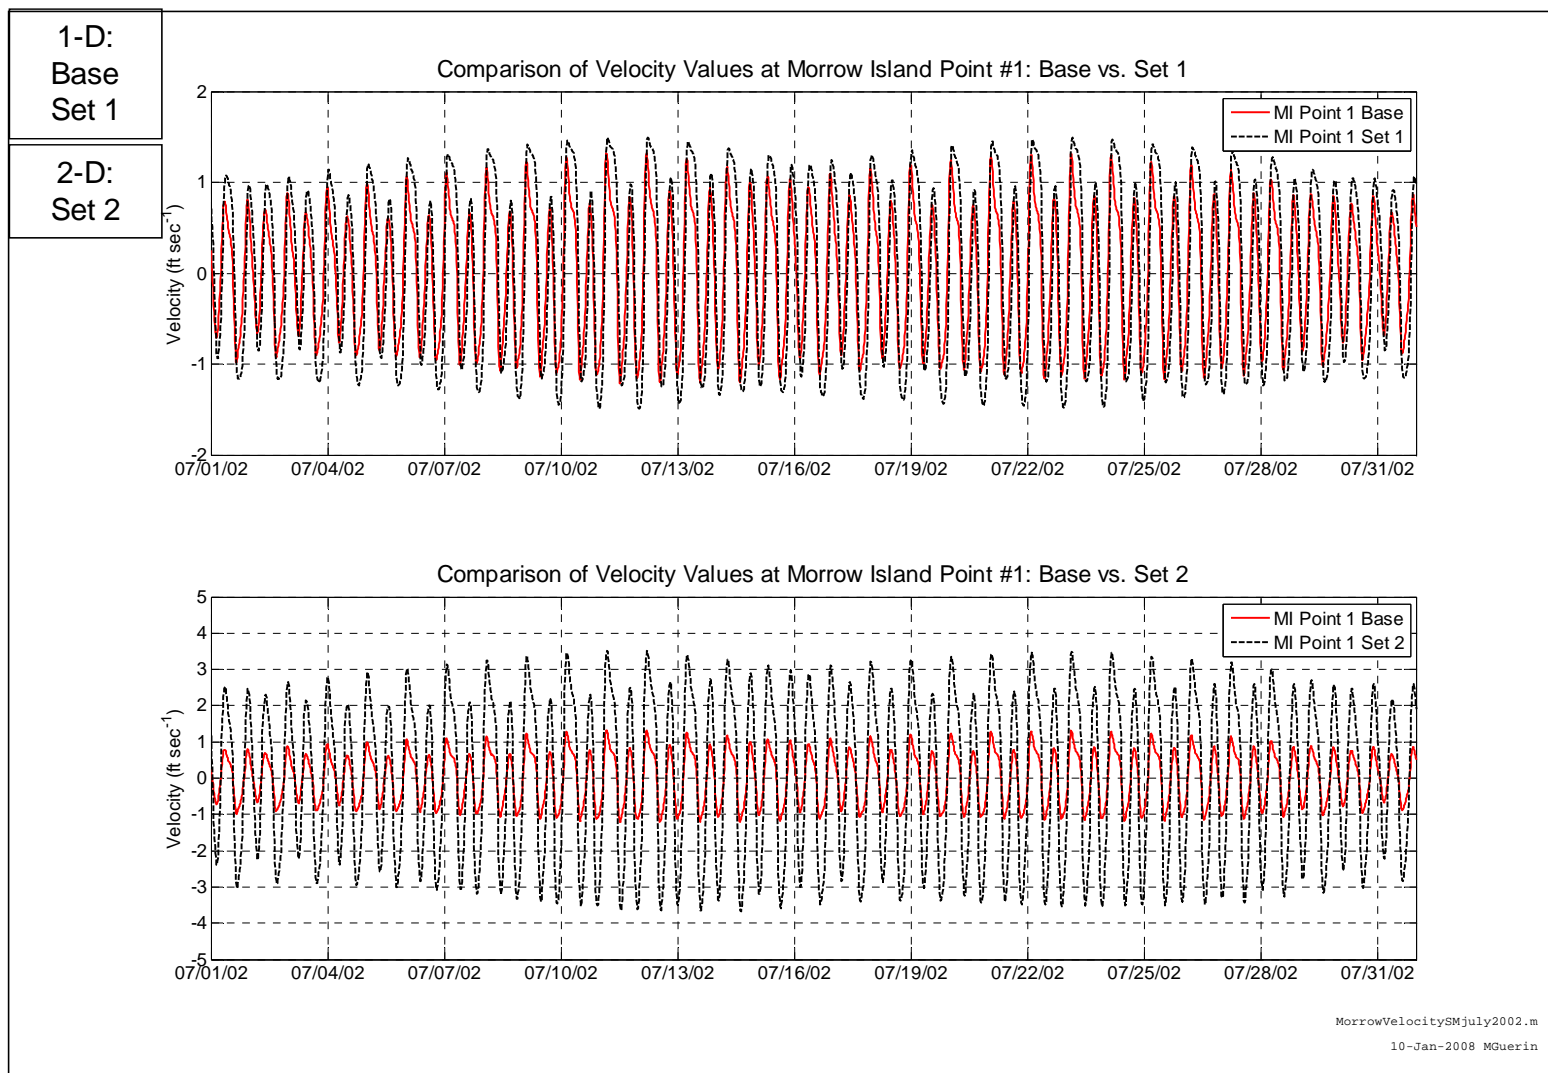 1-D:
Base
Set 1
2-D:
Set 2
Comparison of Velocity Values at Morrow Island Point #1: Base vs. Set 1
MI Point 1 Base
MI Point 1 Set 1
Velocity (ft sec⁻¹)
2
1
0
-1
-2
07/01/02 07/04/02 07/07/02 07/10/02 07/13/02 07/16/02 07/19/02 07/22/02 07/25/02 07/28/02 07/31/02
Comparison of Velocity Values at Morrow Island Point #1: Base vs. Set 2
MI Point 1 Base
MI Point 1 Set 2
Velocity (ft sec⁻¹)
5
4
3
2
1
0
-1
-2
-3
-4
-5
07/01/02 07/04/02 07/07/02 07/10/02 07/13/02 07/16/02 07/19/02 07/22/02 07/25/02 07/28/02 07/31/02
MorrowVelocitySMjuly2002.m
10-Jan-2008 MGuerin